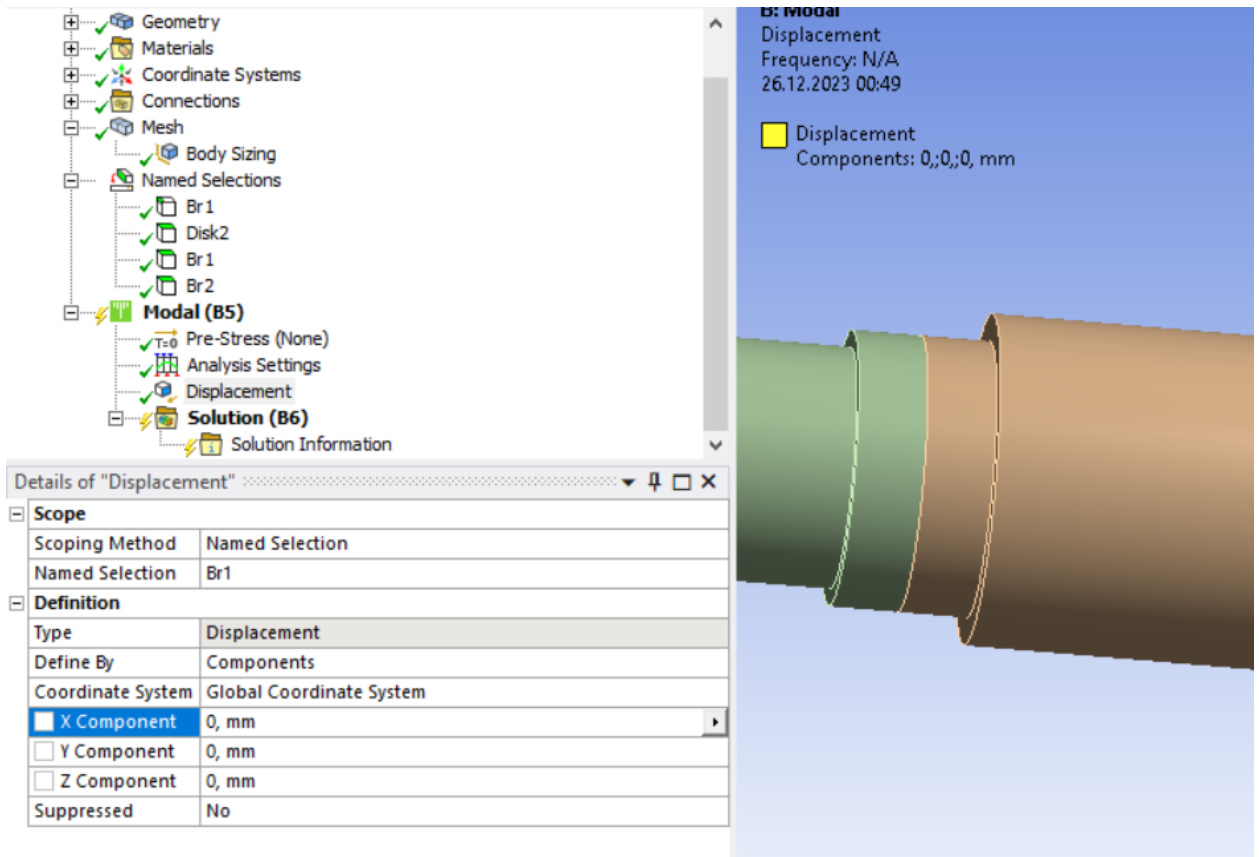 Geometry
Materials
Coordinate Systems
Connections
Mesh
Body Sizing
Named Selections
Br1
Disk2
Br1
Br2
Modal (B5)
T=0 Pre-Stress (None)
Analysis Settings
Displacement
Solution (B6)
i Solution Information
Details of "Displacement"
Scope
Scoping Method Named Selection
Named Selection Br1
Definition
Type Displacement
Define By Components
Coordinate System Global Coordinate System
X Component 0, mm
Y Component 0, mm
Z Component 0, mm
Suppressed No
B: Modal
Displacement
Frequency: N/A
26.12.2023 00:49
Displacement
Components: 0,;0,;0, mm